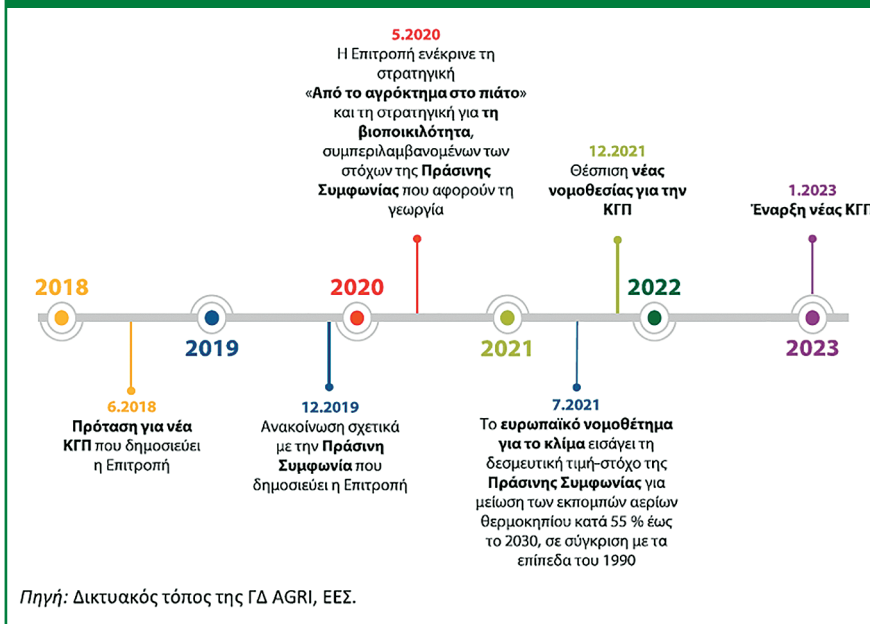 5.2020
Η Επιτροπή ενέκρινε τη
στρατηγική
«Από το αγρόκτημα στο πιάτο»
και τη στρατηγική για τη
βιοποικιλότητα,
συμπεριλαμβανομένων των
στόχων της Πράσινης
Συμφωνίας που αφορούν τη
γεωργία
12.2021
Θέσπιση νέας
νομοθεσίας για την
ΚΓΠ
1.2023
Έναρξη νέας ΚΓΠ
2018
2019
2020
2021
2022
2023
6.2018
Πρόταση για νέα
ΚΓΠ που δημοσιεύει
η Επιτροπή
12.2019
Ανακοίνωση σχετικά
με την Πράσινη
Συμφωνία που
δημοσιεύει η Επιτροπή
7.2021
Το ευρωπαϊκό νομοθέτημα
για το κλίμα εισάγει τη
δεσμευτική τιμή-στόχο της
Πράσινης Συμφωνίας για
μείωση των εκπομπών αερίων
θερμοκηπίου κατά 55 % έως
το 2030, σε σύγκριση με τα
επίπεδα του 1990
Πηγή: Δικτυακός τόπος της ΓΔ AGRI, ΕΕΣ.